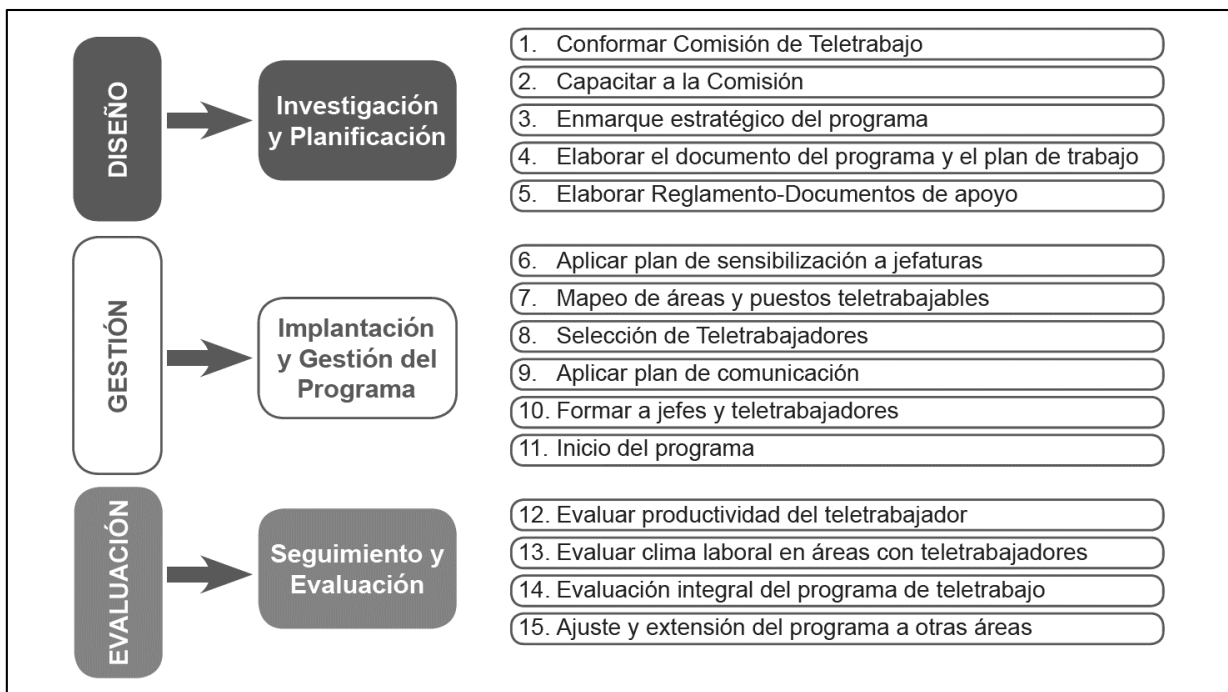 DISEÑO
Investigación
y Planificación
1. Conformar Comisión de Teletrabajo
2. Capacitar a la Comisión
3. Enmarque estratégico del programa
4. Elaborar el documento del programa y el plan de trabajo
5. Elaborar Reglamento-Documentos de apoyo
GESTIÓN
Implantación
y Gestión del
Programa
6. Aplicar plan de sensibilización a jefaturas
7. Mapeo de áreas y puestos teletrabajables
8. Selección de Teletrabajadores
9. Aplicar plan de comunicación
10. Formar a jefes y teletrabajadores
11. Inicio del programa
EVALUACIÓN
Seguimiento y
Evaluación
12. Evaluar productividad del teletrabajador
13. Evaluar clima laboral en áreas con teletrabajadores
14. Evaluación integral del programa de teletrabajo
15. Ajuste y extensión del programa a otras áreas